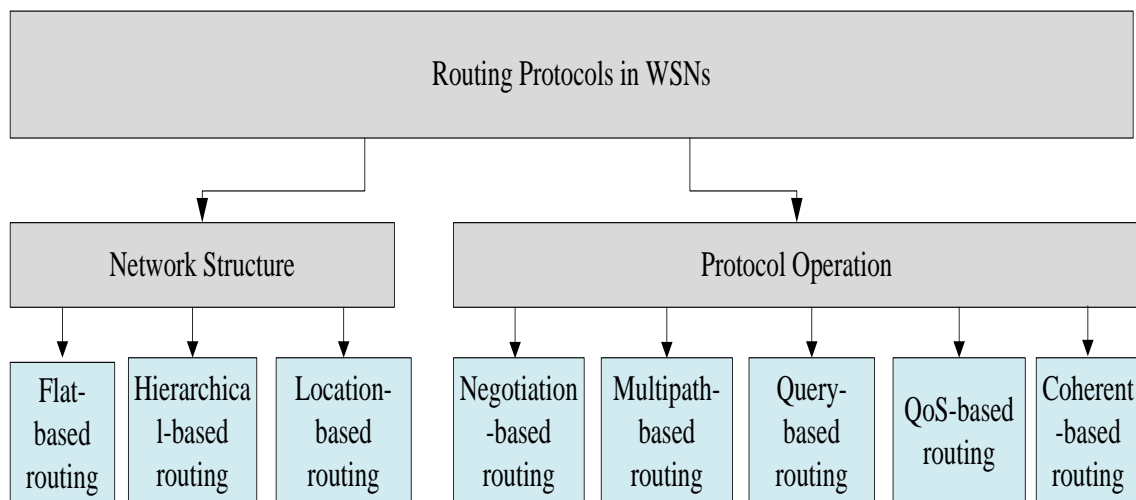 Routing Protocols in WSNs
Network Structure
Protocol Operation
Flat-
based
routing
Hierarchica
l-based
routing
Location-
based
routing
Negotiation
-based
routing
Multipath-
based
routing
Query-
based
routing
QoS-based
routing
Coherent
-based
routing